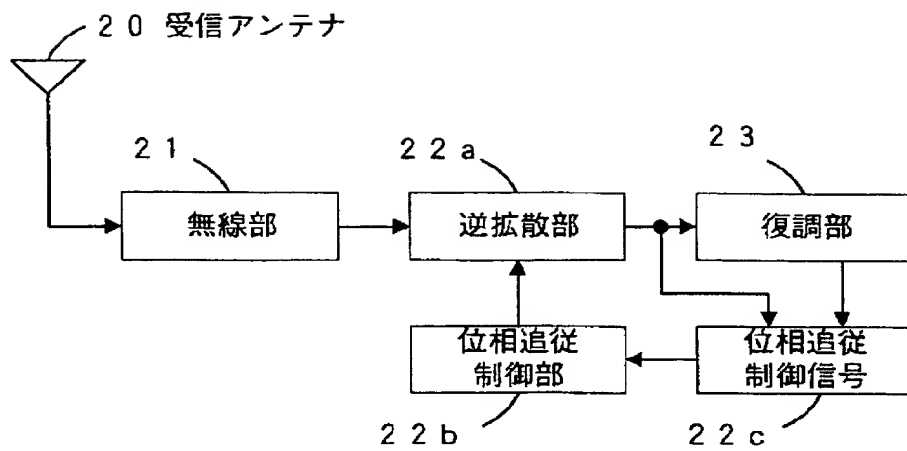 ２０ 受信アンテナ
２１
２２ａ
２３
無線部
逆拡散部
復調部
位相追従
制御部
位相追従
制御信号
２２ｂ
２２ｃ